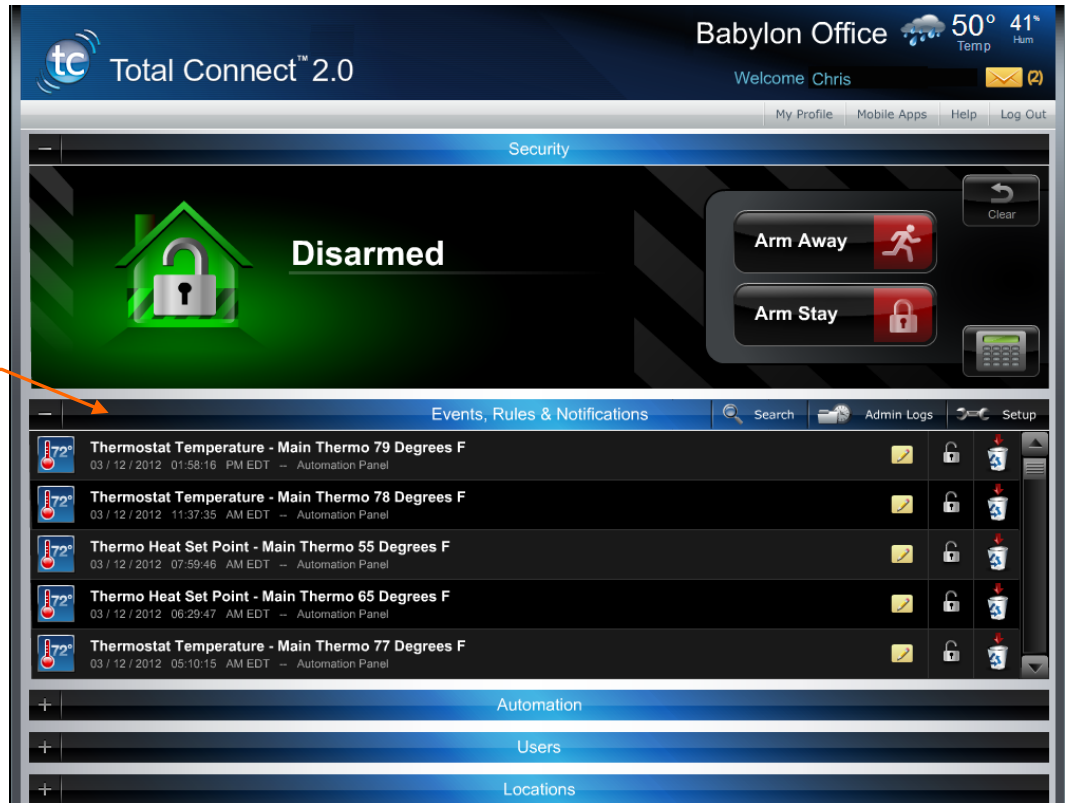 Babylon Office 50° 41%
Temp Hum
tc Total Connect™ 2.0
Welcome Chris (2)
My Profile Mobile Apps Help Log Out
Security
Clear
Disarmed
Arm Away
Arm Stay
Events, Rules & Notifications Search Admin Logs Setup
72° Thermostat Temperature - Main Thermo 79 Degrees F
03 / 12 / 2012 01:58:16 PM EDT -- Automation Panel
72° Thermostat Temperature - Main Thermo 78 Degrees F
03 / 12 / 2012 11:37:35 AM EDT -- Automation Panel
72° Thermo Heat Set Point - Main Thermo 55 Degrees F
03 / 12 / 2012 07:59:46 AM EDT -- Automation Panel
72° Thermo Heat Set Point - Main Thermo 65 Degrees F
03 / 12 / 2012 06:29:47 AM EDT -- Automation Panel
72° Thermostat Temperature - Main Thermo 77 Degrees F
03 / 12 / 2012 05:10:15 AM EDT -- Automation Panel
Automation
Users
Locations